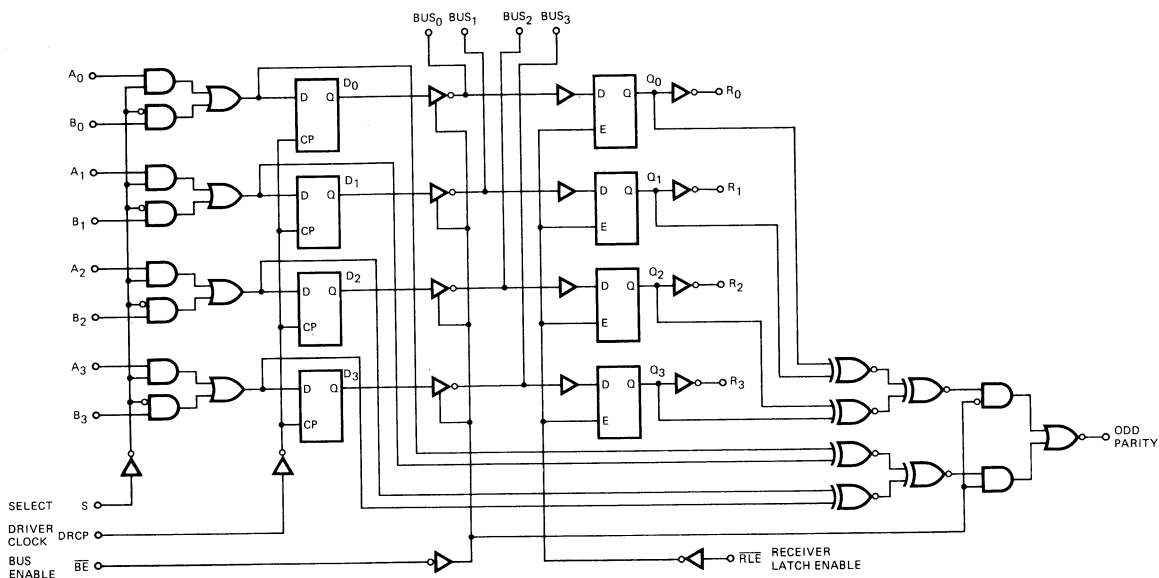 BUS0 BUS1 BUS2 BUS3
A0 D Q D0 D Q Q0 R0
B0 CP E
A1 D Q D1 D Q Q1 R1
B1 CP E
A2 D Q D2 D Q Q2 R2
B2 CP E
A3 D Q D3 D Q Q3 R3
B3 CP E
ODD
PARITY
SELECT S
DRIVER
CLOCK DRCP
BUS
ENABLE BE
RLE RECEIVER
LATCH ENABLE